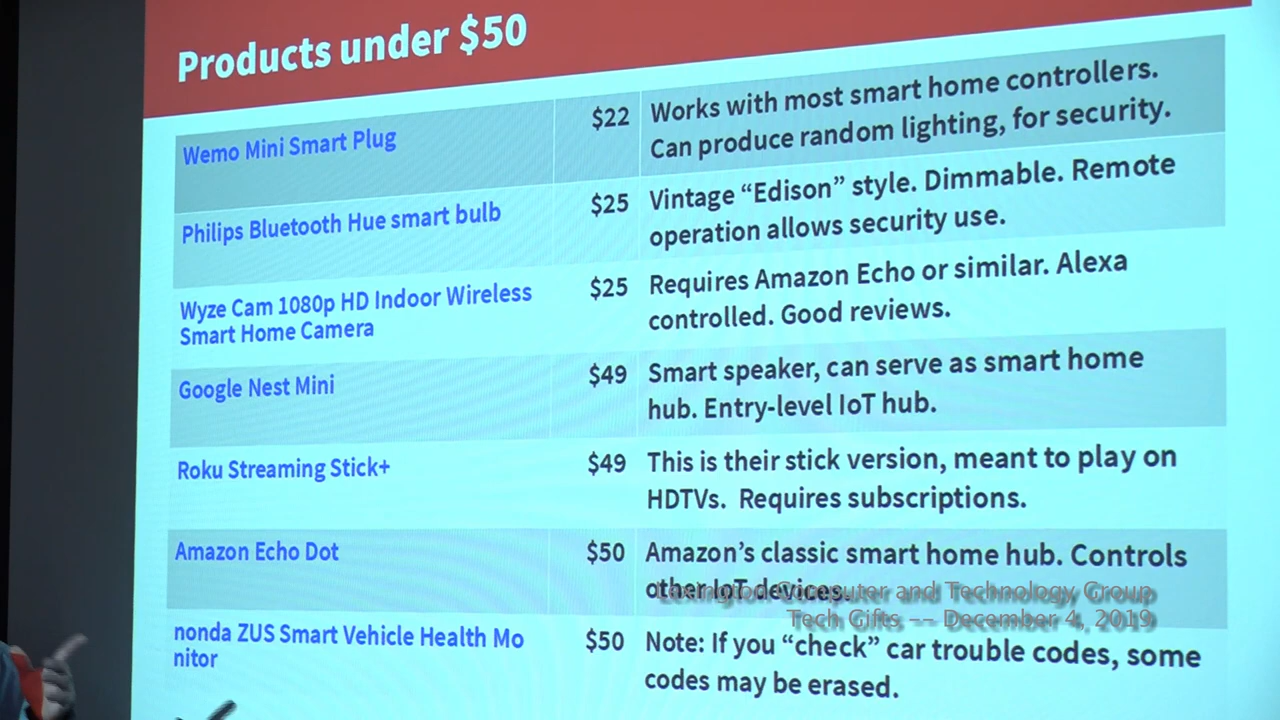 Products under $50
Wemo Mini Smart Plug
$22
Works with most smart home controllers.
Can produce random lighting, for security.
Philips Bluetooth Hue smart bulb
$25
Vintage “Edison” style. Dimmable. Remote
operation allows security use.
Wyze Cam 1080p HD Indoor Wireless
Smart Home Camera
$25
Requires Amazon Echo or similar. Alexa
controlled. Good reviews.
Google Nest Mini
$49
Smart speaker, can serve as smart home
hub. Entry-level IoT hub.
Roku Streaming Stick+
$49
This is their stick version, meant to play on
HDTVs. Requires subscriptions.
Amazon Echo Dot
$50
Amazon’s classic smart home hub. Controls
other IoT devices.
Lexington Computer and Technology Group
Tech Gifts -- December 4, 2019
nonda ZUS Smart Vehicle Health Mo
nitor
$50
Note: If you “check” car trouble codes, some
codes may be erased.